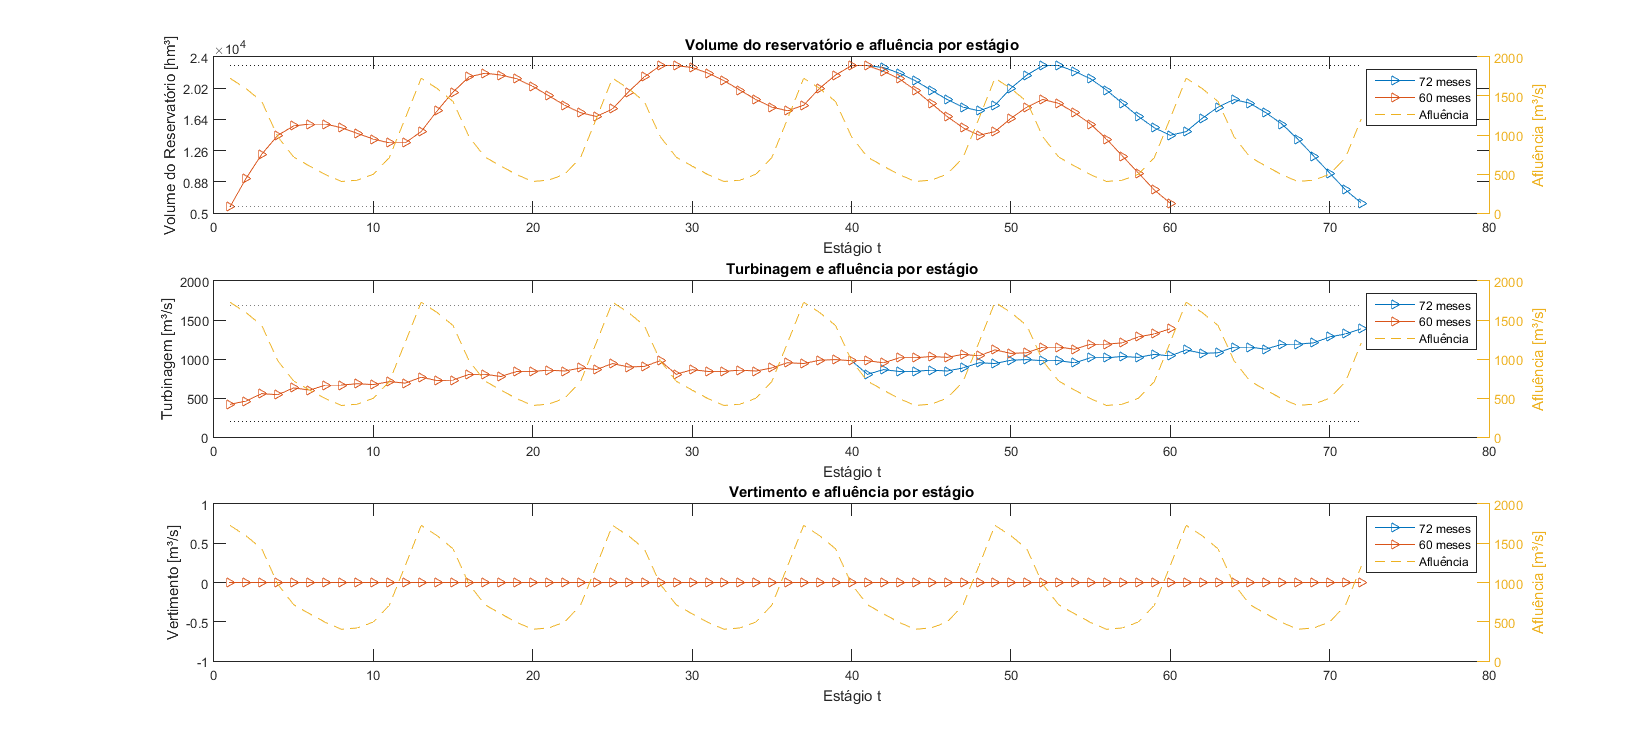 Volume do reservatório e afluência por estágio
×10⁴
Volume do Reservatório [hm³]
2.4
2.02
1.64
1.26
0.88
0.5
2000
1500
1000
500
0
Afluência [m³/s]
72 meses
60 meses
Afluência
0 10 20 30 40 50 60 70 80
Estágio t
Turbinagem e afluência por estágio
Turbinagem [m³/s]
2000
1500
1000
500
0
2000
1500
1000
500
0
Afluência [m³/s]
72 meses
60 meses
Afluência
0 10 20 30 40 50 60 70 80
Estágio t
Vertimento e afluência por estágio
Vertimento [m³/s]
1
0.5
0
-0.5
-1
2000
1500
1000
500
0
Afluência [m³/s]
72 meses
60 meses
Afluência
0 10 20 30 40 50 60 70 80
Estágio t